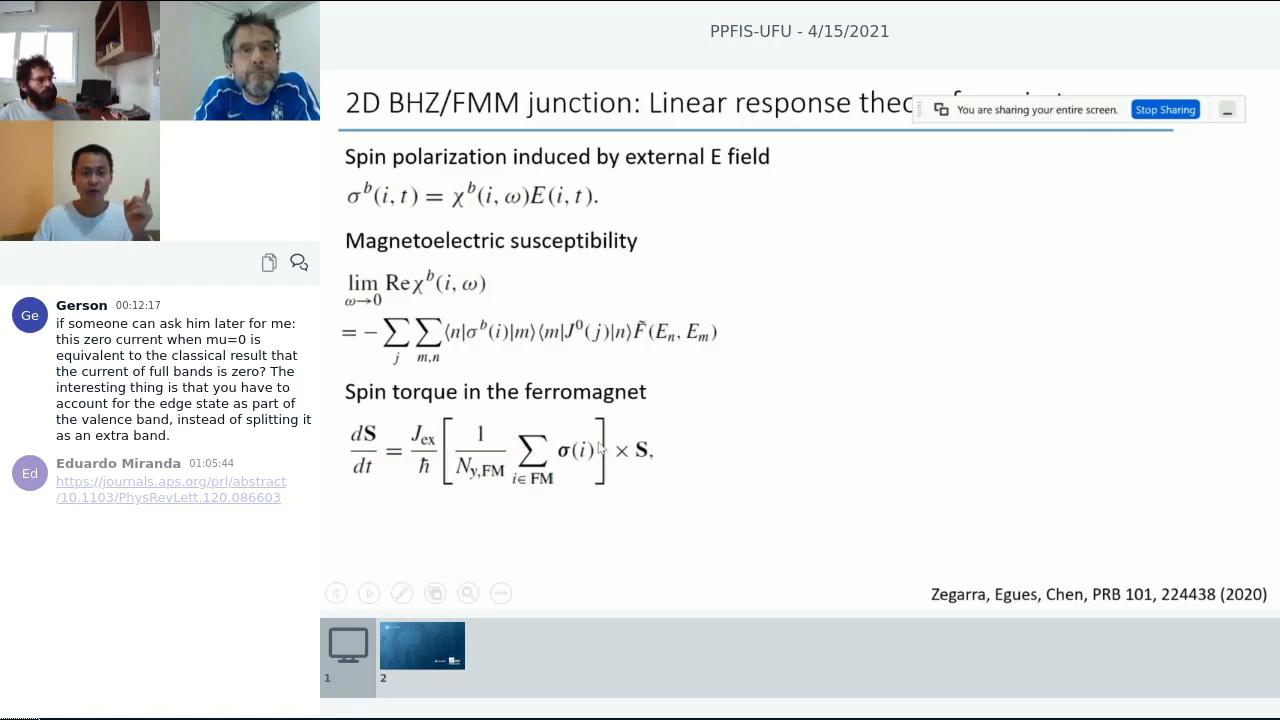 PPFIS-UFU - 4/15/2021
2D BHZ/FMM junction: Linear response
You are sharing your entire screen.
Stop Sharing
Spin polarization induced by external E field
σ^b(i, t) = χ^b(i, ω)E(i, t).
Magnetoelectric susceptibility
lim_{ω→0} Re χ^b(i, ω)
= − ∑_j ∑_{m,n} ⟨n|σ^b(i)|m⟩⟨m|J^0(j)|n⟩F̃(E_n, E_m)
Spin torque in the ferromagnet
dS/dt = J_ex/ħ [1/N_{y,FM} ∑_{i∈FM} σ(i)] × S,
Zegarra, Egues, Chen, PRB 101, 224438 (2020)
Ge
Gerson 00:12:17
if someone can ask him later for me:
this zero current when mu=0 is
equivalent to the classical result that
the current of full bands is zero? The
interesting thing is that you have to
account for the edge state as part of
the valence band, instead of splitting it
as an extra band.
Ed
Eduardo Miranda 01:05:44
https://journals.aps.org/prl/abstract
/10.1103/PhysRevLett.120.086603
1
2